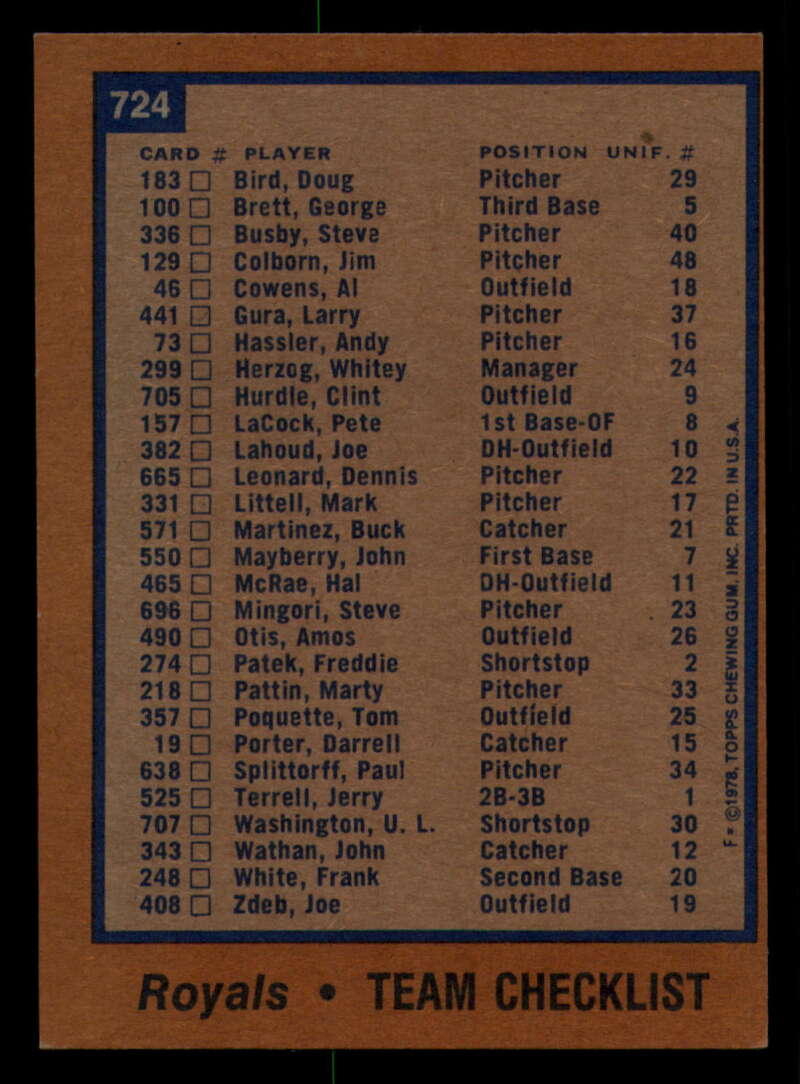 724
CARD # PLAYER POSITION UNIF. #
183 Bird, Doug Pitcher 29
100 Brett, George Third Base 5
336 Busby, Steve Pitcher 40
129 Colborn, Jim Pitcher 48
46 Cowens, Al Outfield 18
441 Gura, Larry Pitcher 37
73 Hassler, Andy Pitcher 16
299 Herzog, Whitey Manager 24
705 Hurdle, Clint Outfield 9
157 LaCock, Pete 1st Base-OF 8
382 Lahoud, Joe DH-Outfield 10
665 Leonard, Dennis Pitcher 22
331 Littell, Mark Pitcher 17
571 Martinez, Buck Catcher 21
550 Mayberry, John First Base 7
465 McRae, Hal DH-Outfield 11
696 Mingori, Steve Pitcher 23
490 Otis, Amos Outfield 26
274 Patek, Freddie Shortstop 2
218 Pattin, Marty Pitcher 33
357 Poquette, Tom Outfield 25
19 Porter, Darrell Catcher 15
638 Splittorff, Paul Pitcher 34
525 Terrell, Jerry 2B-3B 1
707 Washington, U. L. Shortstop 30
343 Wathan, John Catcher 12
248 White, Frank Second Base 20
408 Zdeb, Joe Outfield 19
F* ©1978, TOPPS CHEWING GUM, INC. PRTD. IN U.S.A.
Royals • TEAM CHECKLIST